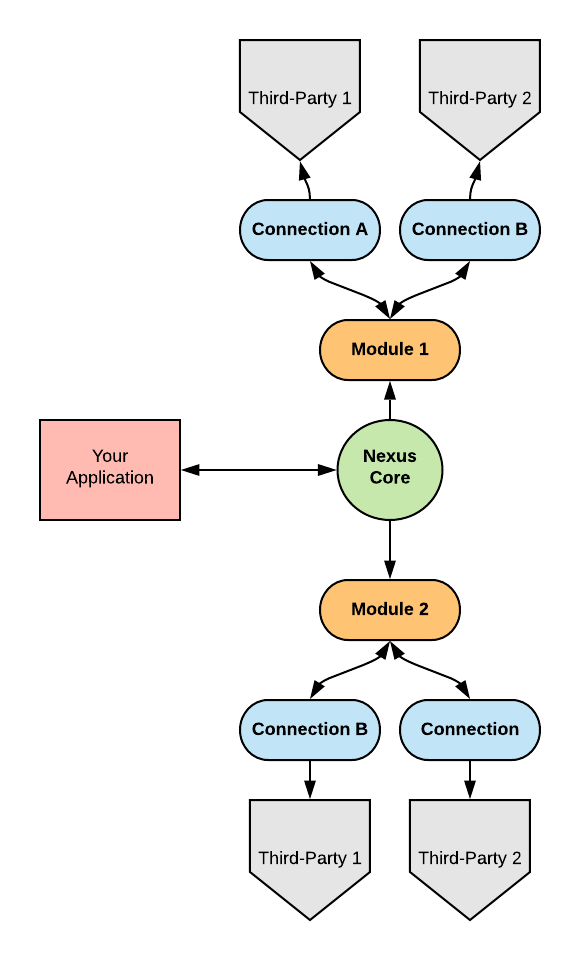 Third-Party 1
Third-Party 2
Connection A
Connection B
Module 1
Your
Application
Nexus
Core
Module 2
Connection B
Connection
Third-Party 1
Third-Party 2